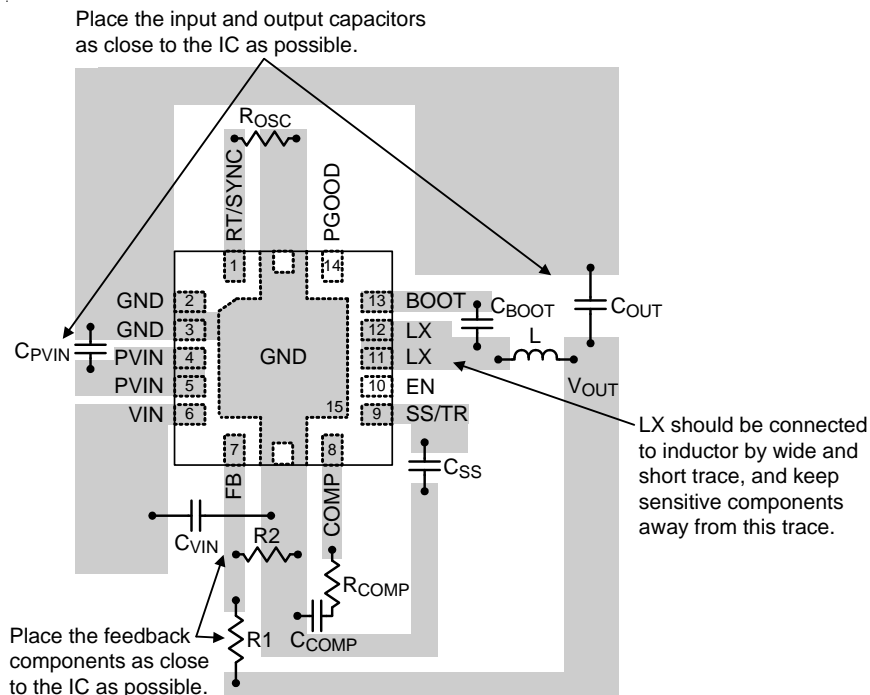 Place the input and output capacitors
as close to the IC as possible.
ROSC
RT/SYNC
PGOOD
1
14
GND
2
13
BOOT
CBOOT
COUT
GND
3
12
LX
L
CPVIN
PVIN
4
GND
11
LX
PVIN
5
10
EN
VOUT
VIN
6
15
9
SS/TR
LX should be connected
to inductor by wide and
short trace, and keep
sensitive components
away from this trace.
7
8
CSS
FB
COMP
CVIN
R2
RCOMP
CCOMP
R1
Place the feedback
components as close
to the IC as possible.